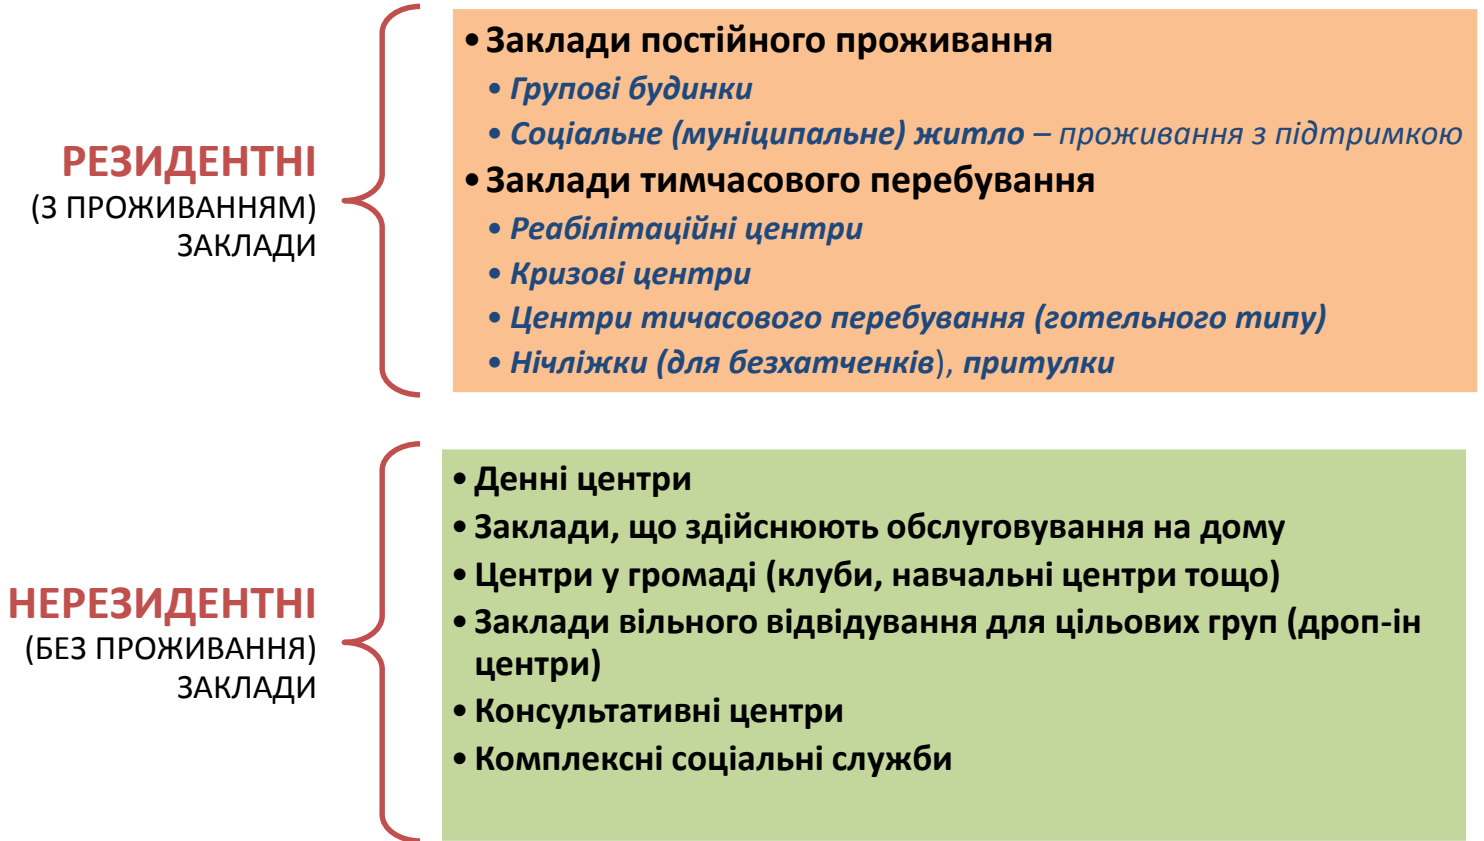 РЕЗИДЕНТНІ
(З ПРОЖИВАННЯМ)
ЗАКЛАДИ
• Заклади постійного проживання
• Групові будинки
• Соціальне (муніципальне) житло – проживання з підтримкою
• Заклади тимчасового перебування
• Реабілітаційні центри
• Кризові центри
• Центри тичасового перебування (готельного типу)
• Нічліжки (для безхатченків), притулки
НЕРЕЗИДЕНТНІ
(БЕЗ ПРОЖИВАННЯ)
ЗАКЛАДИ
• Денні центри
• Заклади, що здійснюють обслуговування на дому
• Центри у громаді (клуби, навчальні центри тощо)
• Заклади вільного відвідування для цільових груп (дроп-ін
центри)
• Консультативні центри
• Комплексні соціальні служби